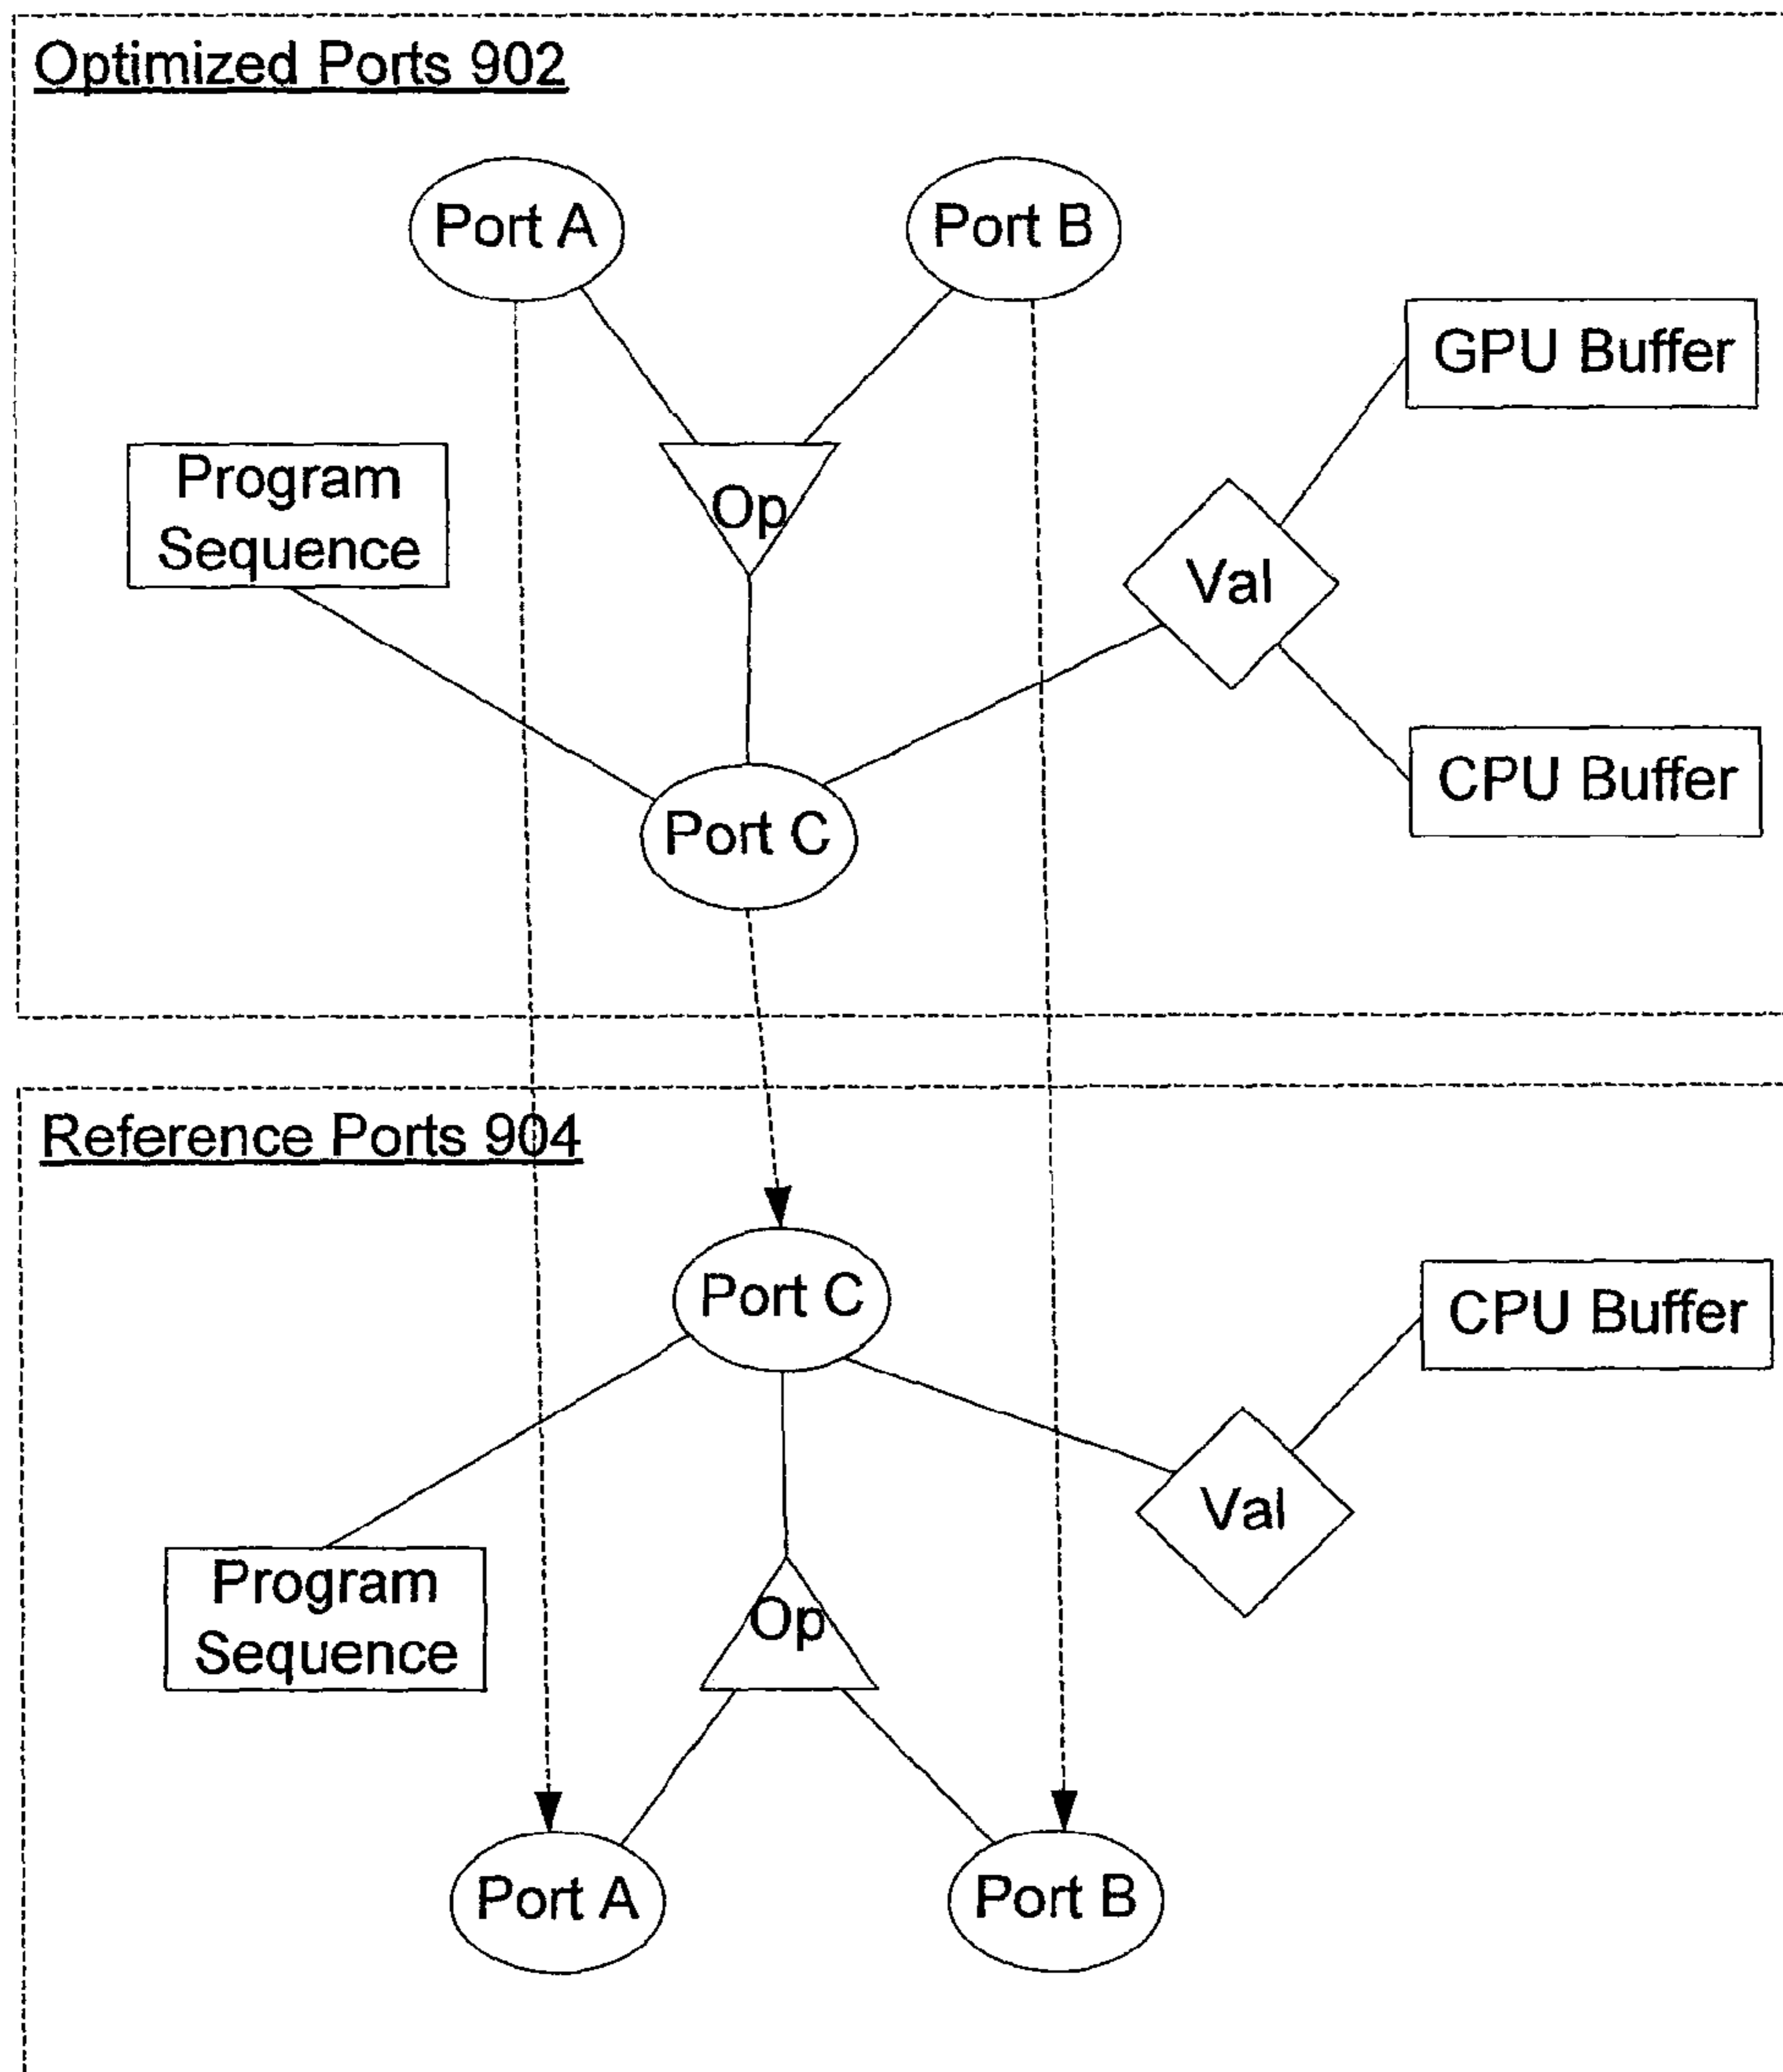 Optimized Ports 902
Port A
Port B
GPU Buffer
Program
Sequence
Op
Val
CPU Buffer
Port C
Reference Ports 904
Port C
CPU Buffer
Val
Program
Sequence
Op
Port A
Port B